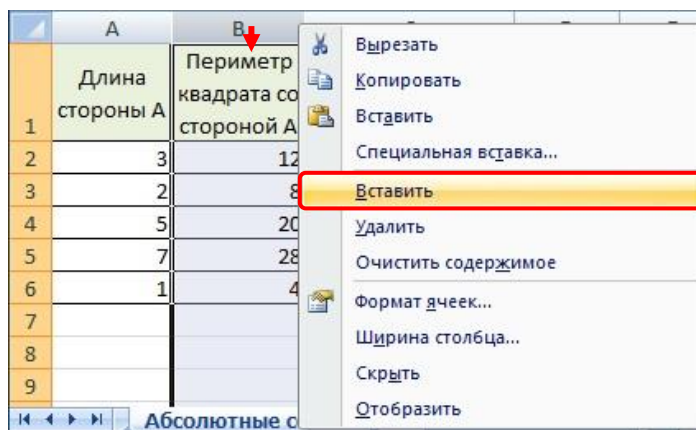 A B
1 Длина стороны A Периметр квадрата со стороной A
2 3 12
3 2 8
4 5 20
5 7 28
6 1 4
7
8
9
Абсолютные с
Вырезать
Копировать
Вставить
Специальная вставка...
Вставить
Удалить
Очистить содержимое
Формат ячеек...
Ширина столбца...
Скрыть
Отобразить